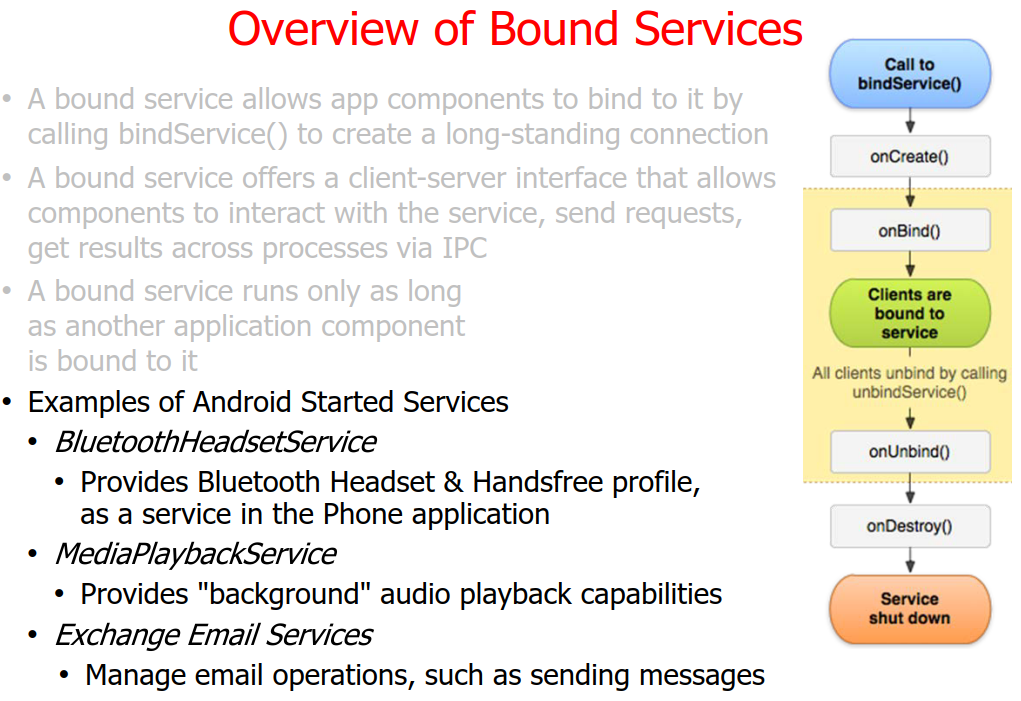 Overview of Bound Services
• A bound service allows app components to bind to it by
calling bindService() to create a long-standing connection
• A bound service offers a client-server interface that allows
components to interact with the service, send requests,
get results across processes via IPC
• A bound service runs only as long
as another application component
is bound to it
• Examples of Android Started Services
• BluetoothHeadsetService
• Provides Bluetooth Headset & Handsfree profile,
as a service in the Phone application
• MediaPlaybackService
• Provides "background" audio playback capabilities
• Exchange Email Services
• Manage email operations, such as sending messages
Call to
bindService()
onCreate()
onBind()
Clients are
bound to
service
All clients unbind by calling
unbindService()
onUnbind()
onDestroy()
Service
shut down